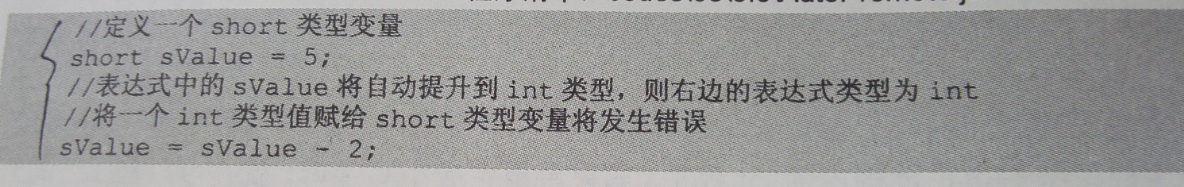 //定义一个 short 类型变量
short sValue = 5;
//表达式中的 sValue 将自动提升到 int 类型，则右边的表达式类型为 int
//将一个 int 类型值赋给 short 类型变量将发生错误
sValue = sValue - 2;